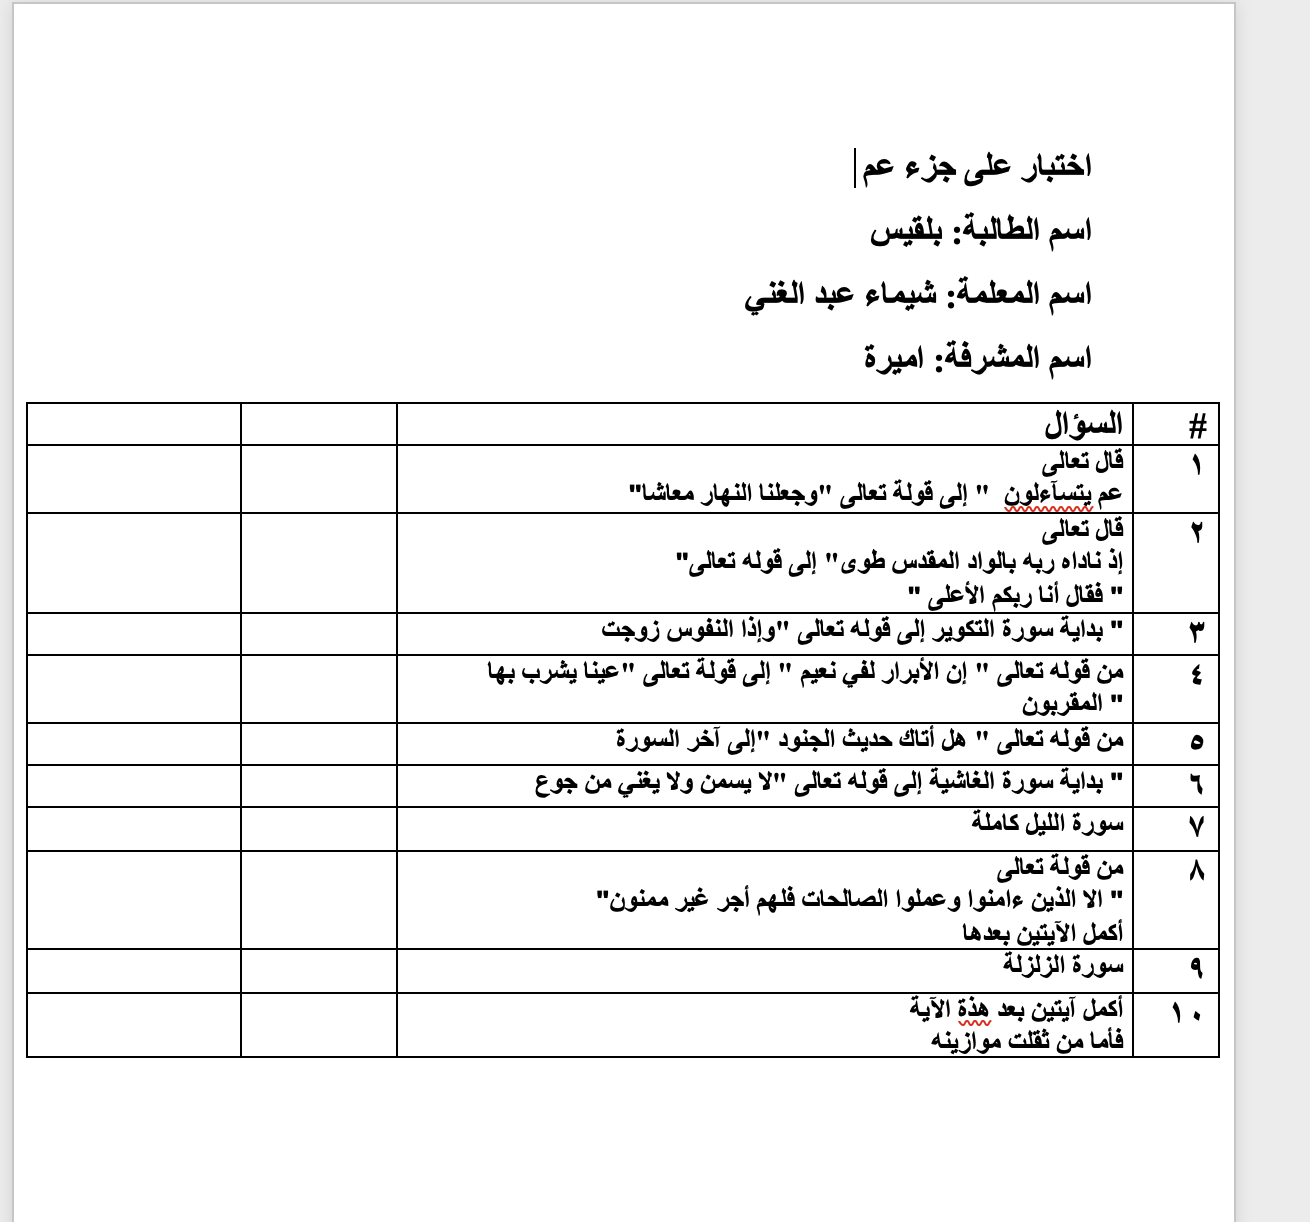 اختبار على جزء عم
اسم الطالبة: بلقيس
اسم المعلمة: شيماء عبد الغني
اسم المشرفة: اميرة
# السؤال
١ قال تعالى
عم يتسآءلون " إلى قولة تعالى "وجعلنا النهار معاشا"
٢ قال تعالى
إذ ناداه ربه بالواد المقدس طوى" إلى قوله تعالى"
" فقال أنا ربكم الأعلى "
٣ " بداية سورة التكوير إلى قوله تعالى "وإذا النفوس زوجت
٤ من قوله تعالى " إن الأبرار لفي نعيم " إلى قولة تعالى "عينا يشرب بها
" المقربون
٥ من قوله تعالى " هل أتاك حديث الجنود "إلى آخر السورة
٦ " بداية سورة الغاشية إلى قوله تعالى "لا يسمن ولا يغني من جوع
٧ سورة الليل كاملة
٨ من قولة تعالى
" الا الذين ءامنوا وعملوا الصالحات فلهم أجر غير ممنون"
أكمل الآيتين بعدها
٩ سورة الزلزلة
١٠ أكمل آيتين بعد هذة الآية
فأما من ثقلت موازينه